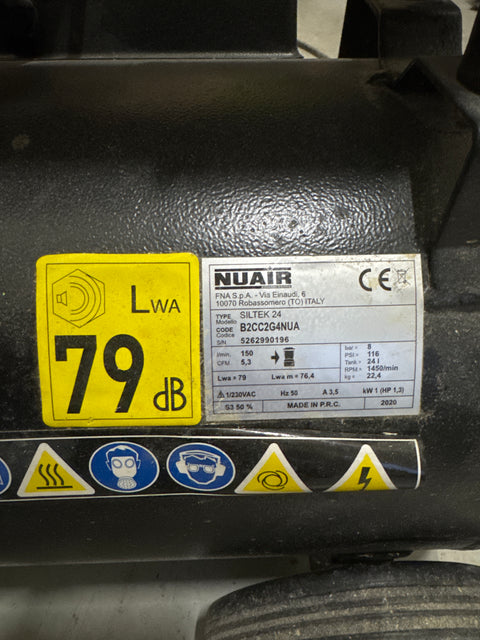 LWA
79 dB
NUAIR
CE
FNA S.p.A. - Via Einaudi, 6
10070 Robassomero (TO) ITALY
TYPE Modello SILTEK 24
CODE Codice B2CC2G4NUA
S/N 5262990196
l/min. 150
CFM 5,3
bar = 8
PSI = 116
Tank = 24 l
RPM = 1450/min
kg = 22,4
Lwa = 79 Lwa m = 76,4
1/230VAC Hz 50 A 3,5 kW 1 (HP 1,3)
S3 50 % MADE IN P.R.C. 2020